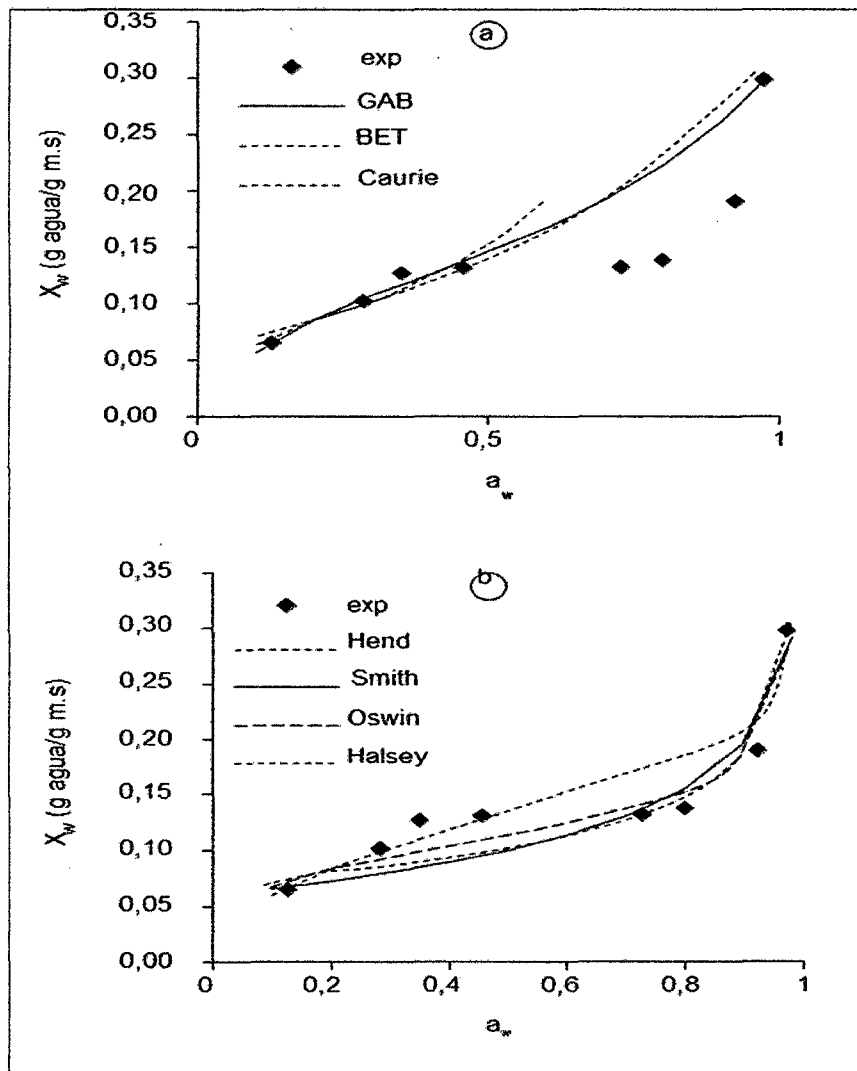 a
0,35
0,30
0,25
0,20
0,15
0,10
0,05
0,00
X_w (g agua/g m.s)
exp
GAB
BET
Caurie
0
0,5
1
a_w
b
0,35
0,30
0,25
0,20
0,15
0,10
0,05
0,00
X_w (g agua/g m.s)
exp
Hend
Smith
Oswin
Halsey
0
0,2
0,4
0,6
0,8
1
a_w